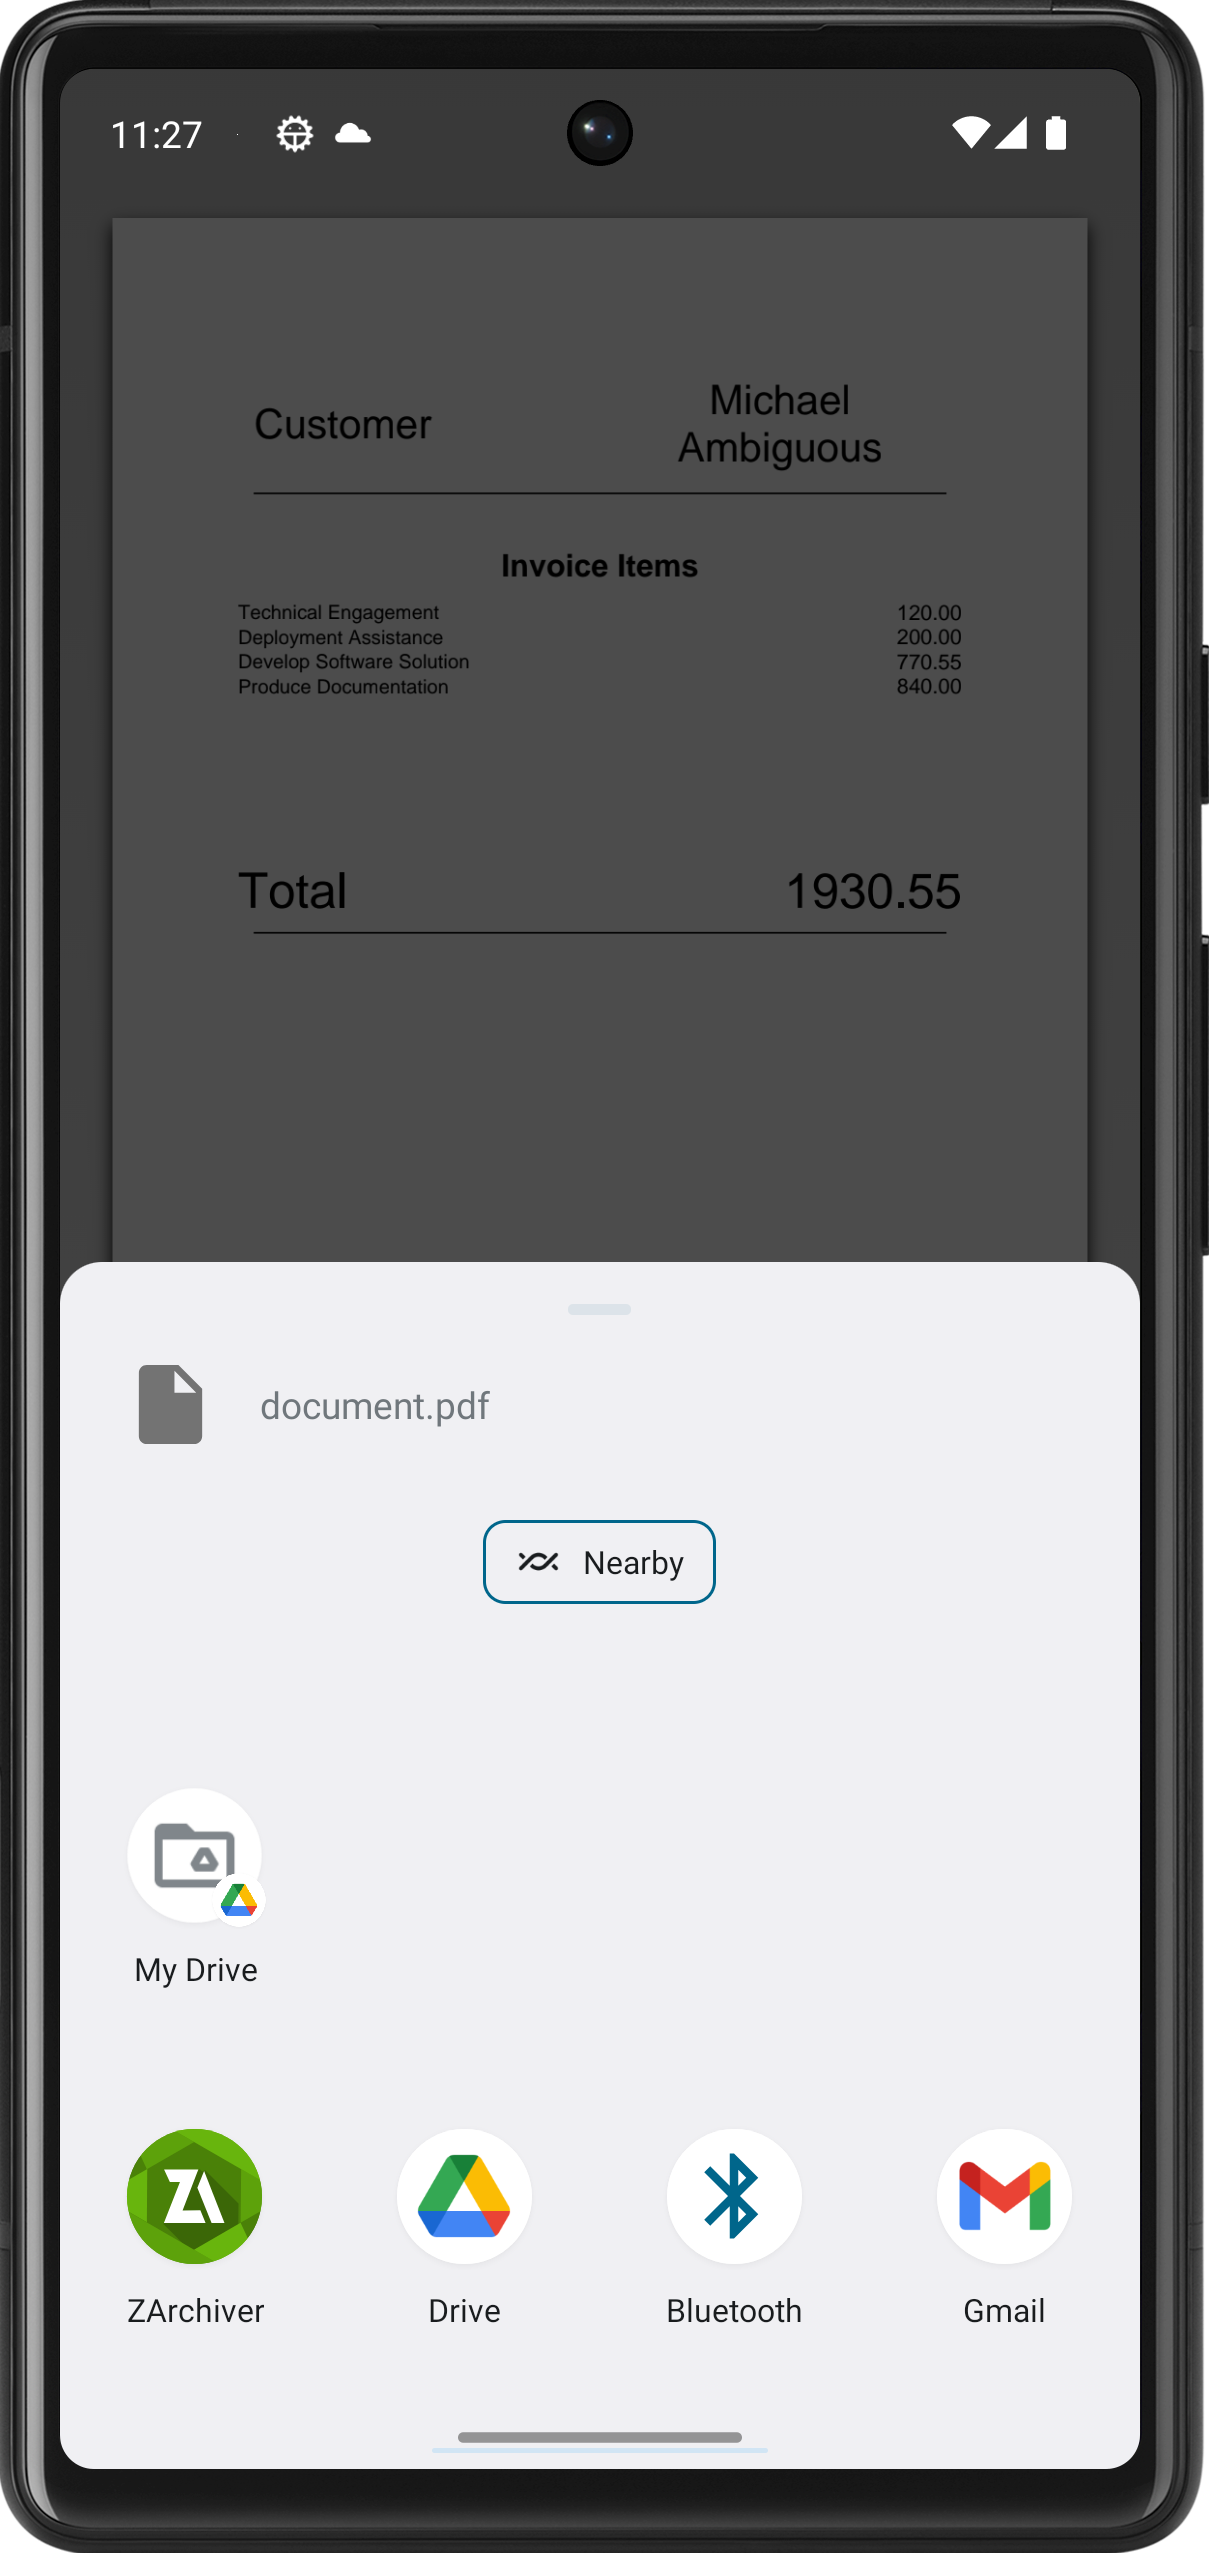 11:27
Customer
Michael
Ambiguous
Invoice Items
Technical Engagement 120.00
Deployment Assistance 200.00
Develop Software Solution 770.55
Produce Documentation 840.00
Total 1930.55
document.pdf
Nearby
My Drive
ZArchiver Drive Bluetooth Gmail